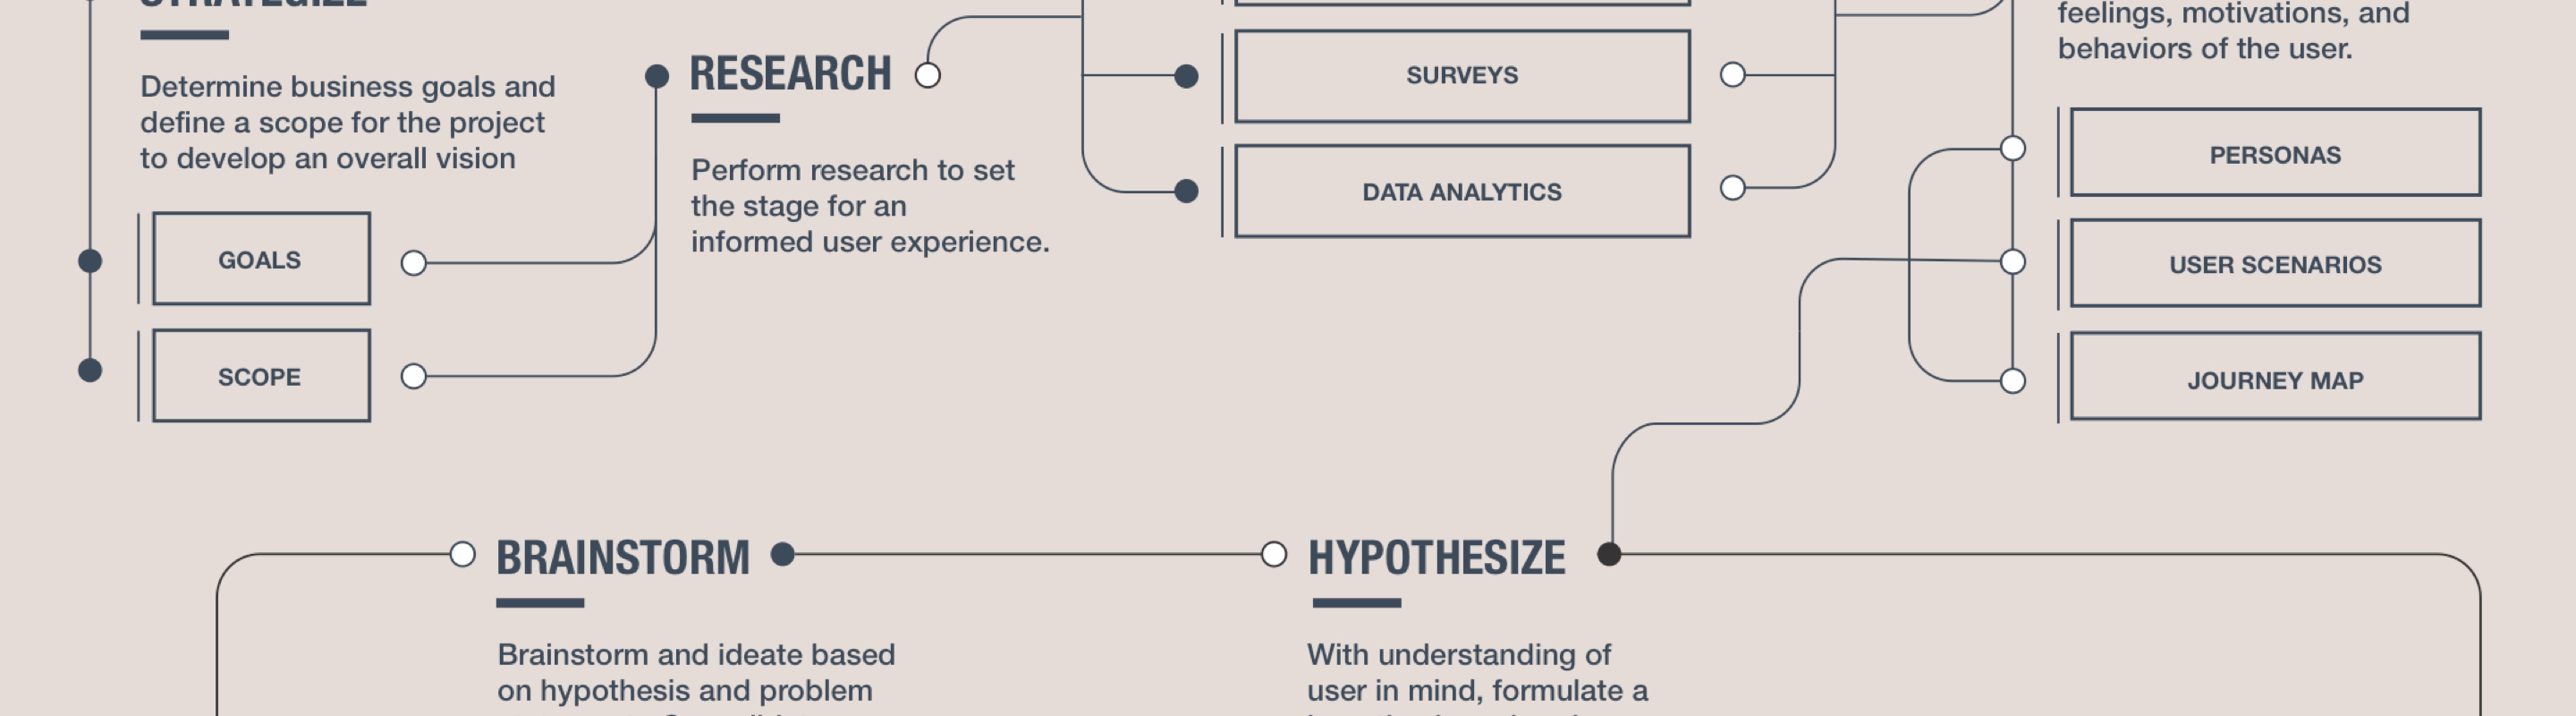 STRATEGIZE
Determine business goals and
define a scope for the project
to develop an overall vision
GOALS
SCOPE
RESEARCH
Perform research to set
the stage for an
informed user experience.
SURVEYS
DATA ANALYTICS
feelings, motivations, and
behaviors of the user.
PERSONAS
USER SCENARIOS
JOURNEY MAP
BRAINSTORM
Brainstorm and ideate based
on hypothesis and problem
HYPOTHESIZE
With understanding of
user in mind, formulate a